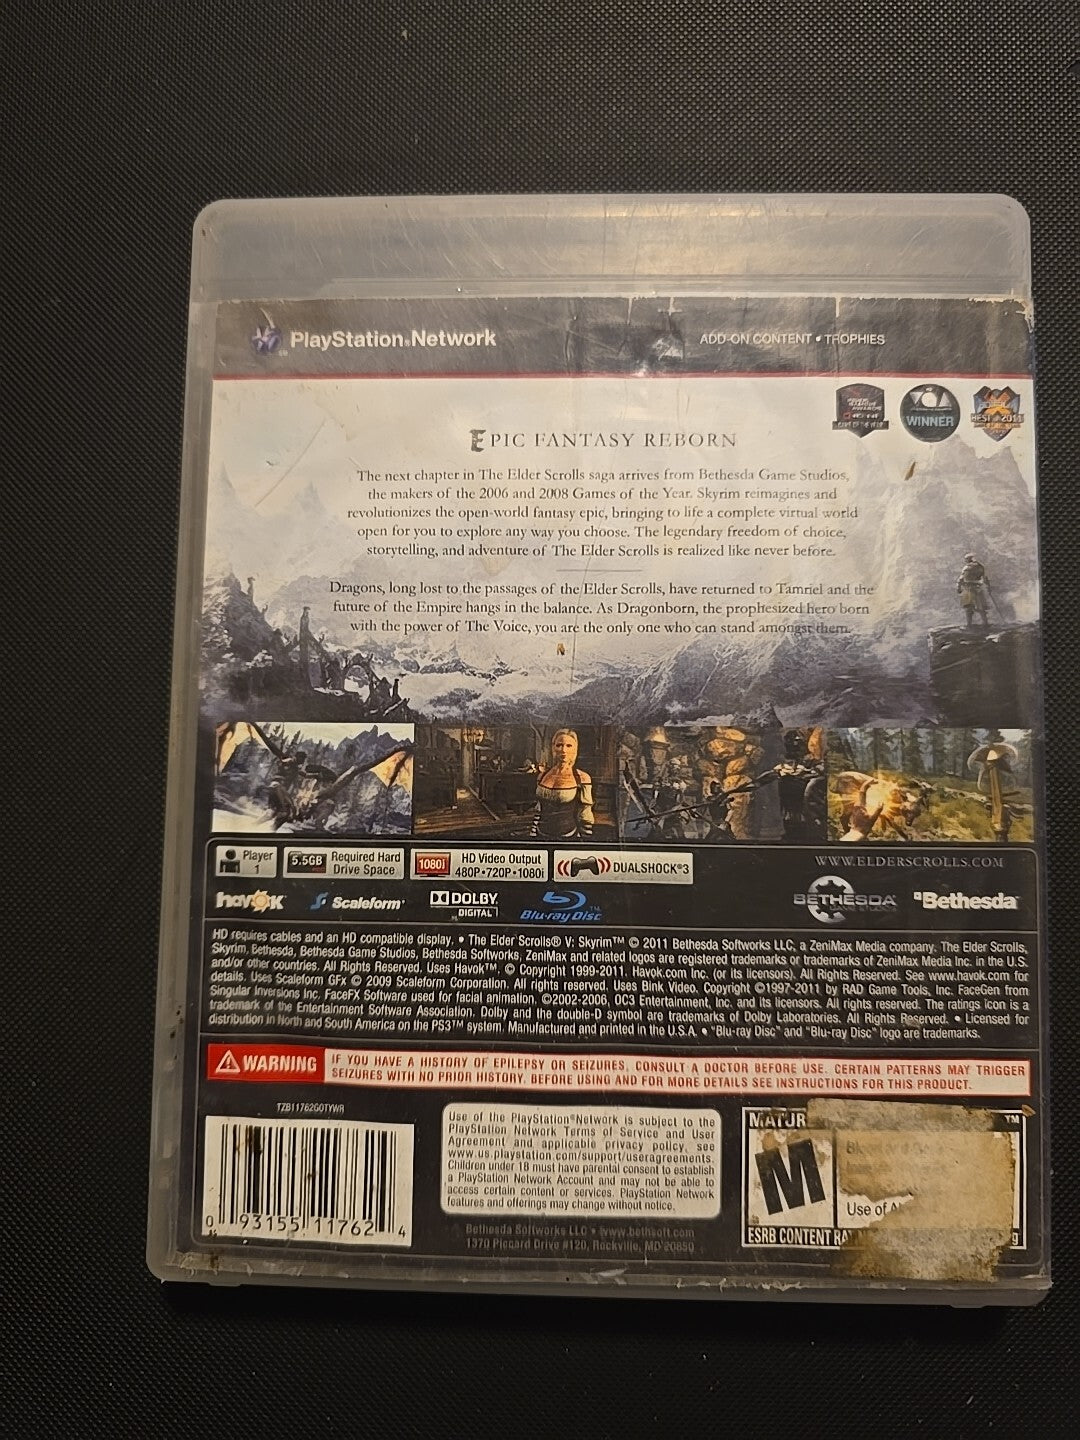 PlayStation®Network
ADD-ON CONTENT • TROPHIES
WINNER
BEST of 2011
EPIC FANTASY REBORN
The next chapter in The Elder Scrolls saga arrives from Bethesda Game Studios,
the makers of the 2006 and 2008 Games of the Year. Skyrim reimagines and
revolutionizes the open-world fantasy epic, bringing to life a complete virtual world
open for you to explore any way you choose. The legendary freedom of choice,
storytelling, and adventure of The Elder Scrolls is realized like never before.
Dragons, long lost to the passages of the Elder Scrolls, have returned to Tamriel and the
future of the Empire hangs in the balance. As Dragonborn, the prophesized hero born
with the power of The Voice, you are the only one who can stand amongst them.
Player
1
5.5GB
Required Hard
Drive Space
1080i
HD Video Output
480P•720P•1080i
DUALSHOCK®3
WWW.ELDERSCROLLS.COM
havok
Scaleform
DOLBY
DIGITAL
Blu-ray Disc™
BETHESDA
GAME STUDIOS
Bethesda
HD requires cables and an HD compatible display. • The Elder Scrolls® V: Skyrim™ © 2011 Bethesda Softworks LLC, a ZeniMax Media company. The Elder Scrolls,
Skyrim, Bethesda, Bethesda Game Studios, Bethesda Softworks, ZeniMax and related logos are registered trademarks or trademarks of ZeniMax Media Inc. in the U.S.
and/or other countries. All Rights Reserved. Uses Havok™. © Copyright 1999-2011. Havok.com Inc. (or its licensors). All Rights Reserved. See www.havok.com for
details. Uses Scaleform GFx © 2009 Scaleform Corporation. All rights reserved. Uses Bink Video. Copyright ©1997-2011 by RAD Game Tools, Inc. FaceGen from
Singular Inversions Inc. FaceFX Software used for facial animation. ©2002-2006, OC3 Entertainment, Inc. and its licensors. All rights reserved. The ratings icon is a
trademark of the Entertainment Software Association. Dolby and the double-D symbol are trademarks of Dolby Laboratories. All Rights Reserved. • Licensed for
distribution in North and South America on the PS3™ system. Manufactured and printed in the U.S.A. • "Blu-ray Disc" and "Blu-ray Disc" logo are trademarks.
WARNING
IF YOU HAVE A HISTORY OF EPILEPSY OR SEIZURES, CONSULT A DOCTOR BEFORE USE. CERTAIN PATTERNS MAY TRIGGER
SEIZURES WITH NO PRIOR HISTORY. BEFORE USING AND FOR MORE DETAILS SEE INSTRUCTIONS FOR THIS PRODUCT.
TZB11762GOTYWR
0 93155 11762 4
Use of the PlayStation®Network is subject to the
PlayStation Network Terms of Service and User
Agreement and applicable privacy policy, see
www.us.playstation.com/support/useragreements.
Children under 18 must have parental consent to establish
a PlayStation Network Account and may not be able to
access certain content or services. PlayStation Network
features and offerings may change without notice.
Bethesda Softworks LLC • www.bethsoft.com
1370 Piccard Drive #120, Rockville, MD 20850
MATUR
™
M
Use of
ESRB CONTENT RA